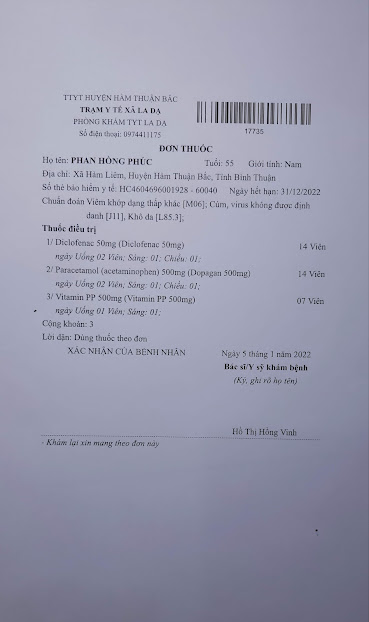 TTYT HUYỆN HÀM THUẬN BẮC
TRẠM Y TẾ XÃ LA DẠ
PHÒNG KHÁM TYT LA DẠ
Số điện thoại: 0974411175
17735
ĐƠN THUỐC
Họ tên: PHAN HỒNG PHÚC Tuổi: 55 Giới tính: Nam
Địa chỉ: Xã Hàm Liêm, Huyện Hàm Thuận Bắc, Tỉnh Bình Thuận
Số thẻ bảo hiểm y tế: HC4604696001928 - 60040 Ngày hết hạn: 31/12/2022
Chuẩn đoán Viêm khớp dạng thấp khác [M06]; Cúm, virus không được định
danh [J11], Khô da [L85.3];
Thuốc điều trị
1/ Diclofenac 50mg (Diclofenac 50mg) 14 Viên
ngày Uống 02 Viên; Sáng: 01; Chiều: 01;
2/ Paracetamol (acetaminophen) 500mg (Dopagan 500mg) 14 Viên
ngày Uống 02 Viên; Sáng: 01; Chiều: 01;
3/ Vitamin PP 500mg (Vitamin PP 500mg) 07 Viên
ngày Uống 01 Viên; Sáng: 01;
Cộng khoản: 3
Lời dặn: Dùng thuốc theo đơn
XÁC NHẬN CỦA BỆNH NHÂN Ngày 5 tháng 1 năm 2022
Bác sĩ/Y sỹ khám bệnh
(Ký, ghi rõ họ tên)
Hồ Thị Hồng Vinh
- Khám lại xin mang theo đơn này